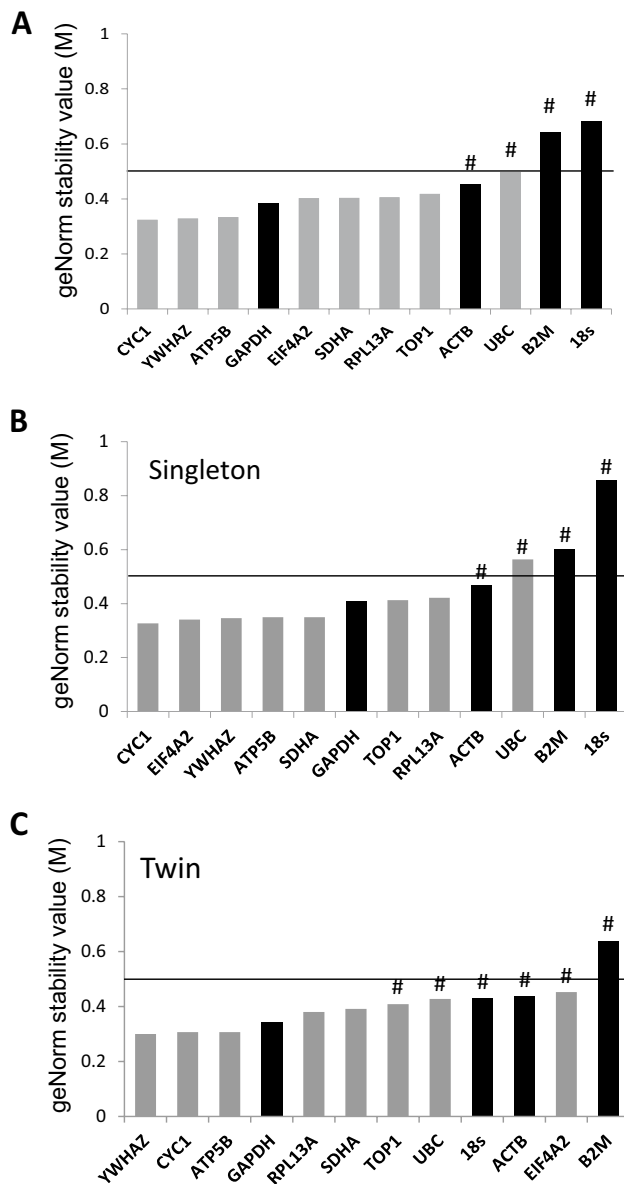 A
geNorm stability value (M)
1
0.8
0.6
0.4
0.2
0
# # # #
CYC1 YWHAZ ATP5B GAPDH EIF4A2 SDHA RPL13A TOP1 ACTB UBC B2M 18s
B
Singleton
geNorm stability value (M)
1
0.8
0.6
0.4
0.2
0
# # # #
CYC1 EIF4A2 YWHAZ ATP5B SDHA GAPDH TOP1 RPL13A ACTB UBC B2M 18s
C
Twin
geNorm stability value (M)
1
0.8
0.6
0.4
0.2
0
# # # # # #
YWHAZ CYC1 ATP5B GAPDH RPL13A SDHA TOP1 UBC 18s ACTB EIF4A2 B2M